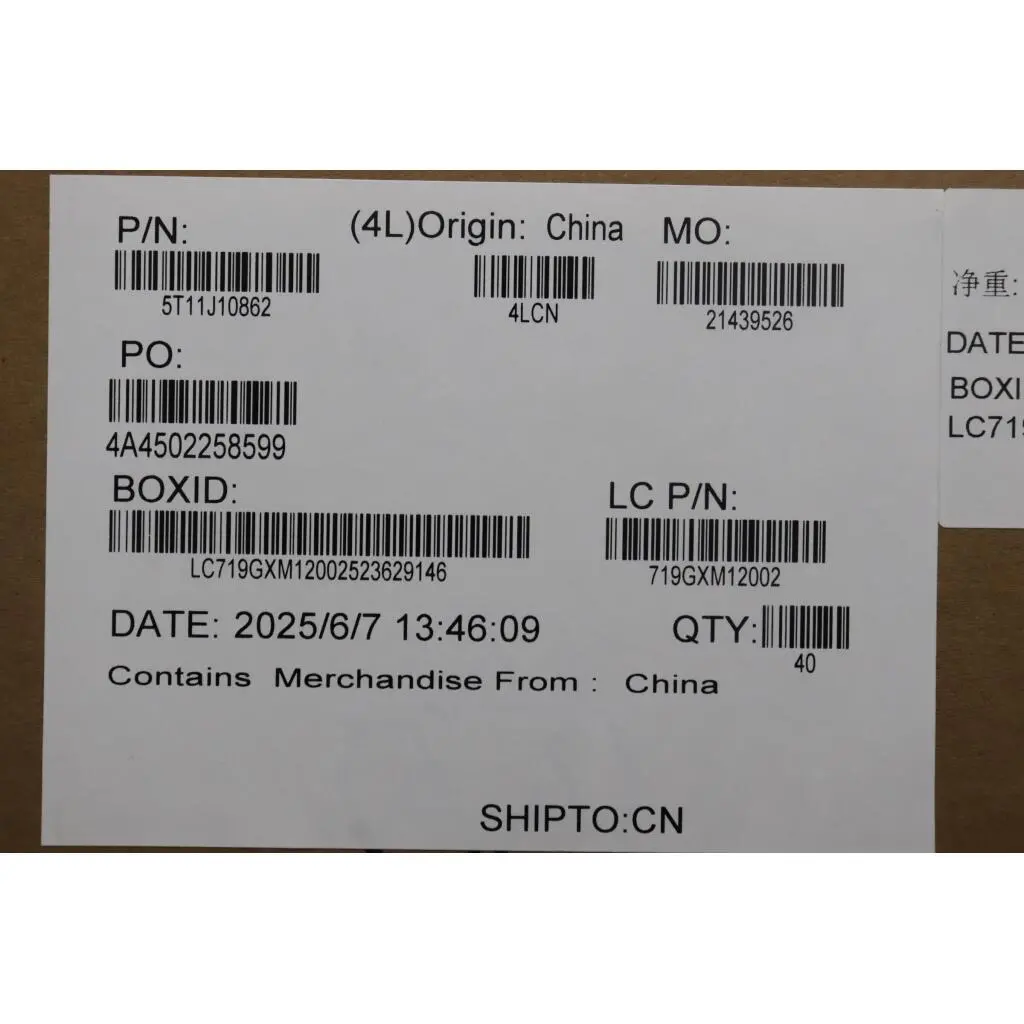 P/N:
(4L)Origin: China
MO:
5T11J10862
4LCN
21439526
PO:
4A4502258599
BOXID:
LC P/N:
LC719GXM12002523629146
719GXM12002
DATE: 2025/6/7 13:46:09
QTY:
40
Contains Merchandise From : China
SHIPTO:CN
净重:
DATE
BOXI
LC719